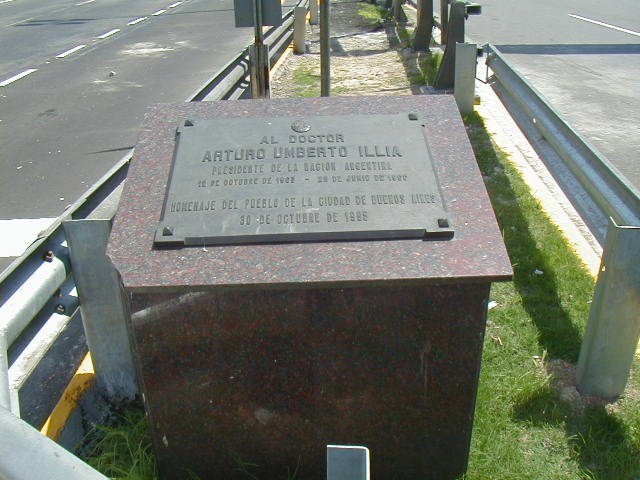 AL DOCTOR
ARTURO UMBERTO ILLIA
PRESIDENTE DE LA NACION ARGENTINA
12 DE OCTUBRE DE 1963 - 28 DE JUNIO DE 1966
HOMENAJE DEL PUEBLO DE LA CIUDAD DE BUENOS AIRES
30 DE OCTUBRE DE 1985